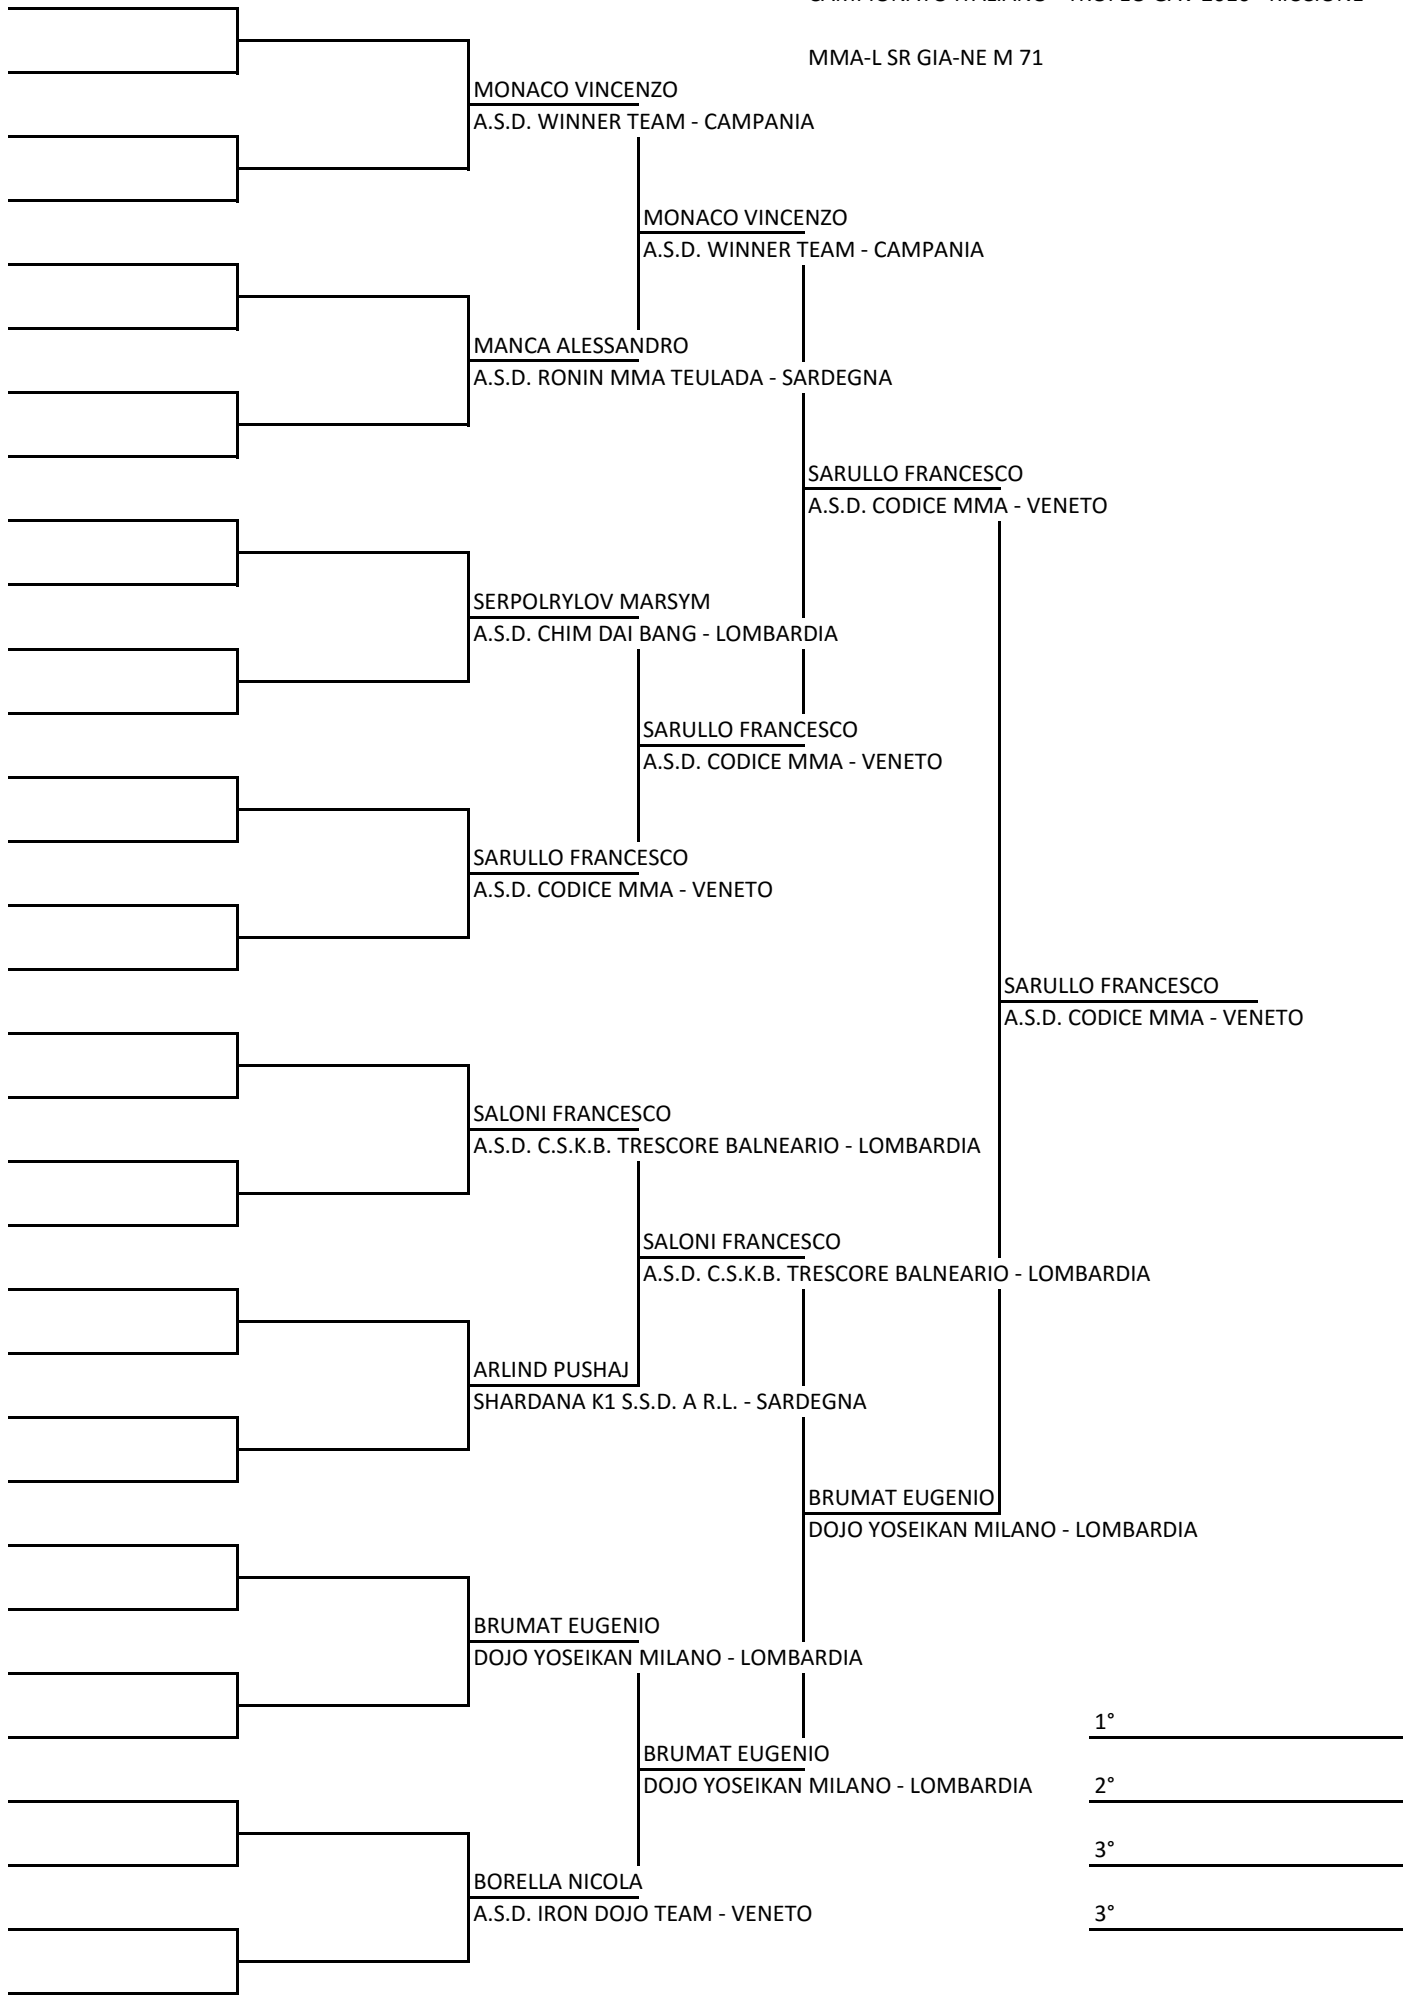 MMA-L SR GIA-NE M 71
MONACO VINCENZO
A.S.D. WINNER TEAM - CAMPANIA
MONACO VINCENZO
A.S.D. WINNER TEAM - CAMPANIA
MANCA ALESSANDRO
A.S.D. RONIN MMA TEULADA - SARDEGNA
SARULLO FRANCESCO
A.S.D. CODICE MMA - VENETO
SERPOLRYLOV MARSYM
A.S.D. CHIM DAI BANG - LOMBARDIA
SARULLO FRANCESCO
A.S.D. CODICE MMA - VENETO
SARULLO FRANCESCO
A.S.D. CODICE MMA - VENETO
SARULLO FRANCESCO
A.S.D. CODICE MMA - VENETO
SALONI FRANCESCO
A.S.D. C.S.K.B. TRESCORE BALNEARIO - LOMBARDIA
SALONI FRANCESCO
A.S.D. C.S.K.B. TRESCORE BALNEARIO - LOMBARDIA
ARLIND PUSHAJ
SHARDANA K1 S.S.D. A R.L. - SARDEGNA
BRUMAT EUGENIO
DOJO YOSEIKAN MILANO - LOMBARDIA
BRUMAT EUGENIO
DOJO YOSEIKAN MILANO - LOMBARDIA
1°
BRUMAT EUGENIO
DOJO YOSEIKAN MILANO - LOMBARDIA
2°
3°
BORELLA NICOLA
A.S.D. IRON DOJO TEAM - VENETO
3°